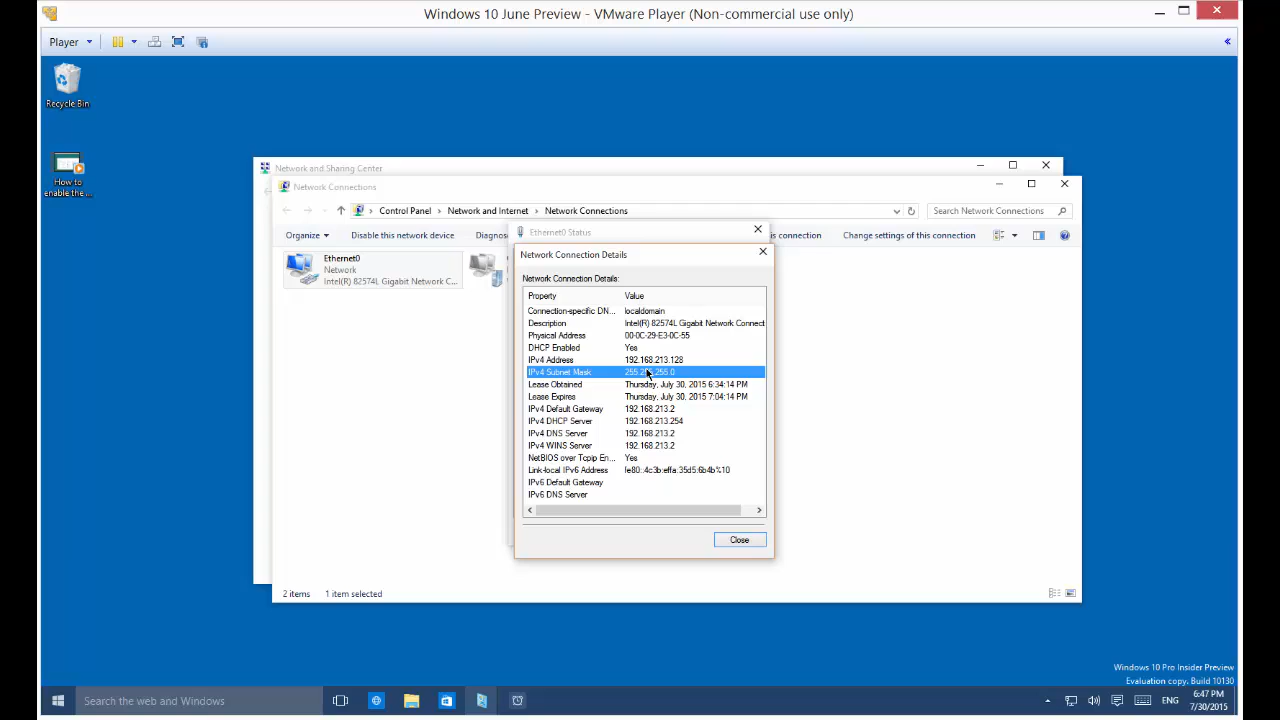 Windows 10 June Preview - VMware Player (Non-commercial use only)
Player
Recycle Bin
How to
enable the ...
Network and Sharing Center
Network Connections
Control Panel > Network and Internet > Network Connections
Search Network Connections
Organize
Disable this network device
Diagnos
is connection
Change settings of this connection
Ethernet0
Network
Intel(R) 82574L Gigabit Network C...
Ethernet0 Status
Network Connection Details
Network Connection Details:
Property Value
Connection-specific DN... localdomain
Description Intel(R) 82574L Gigabit Network Connect
Physical Address 00-0C-29-E3-0C-55
DHCP Enabled Yes
IPv4 Address 192.168.213.128
IPv4 Subnet Mask 255.255.255.0
Lease Obtained Thursday, July 30, 2015 6:34:14 PM
Lease Expires Thursday, July 30, 2015 7:04:14 PM
IPv4 Default Gateway 192.168.213.2
IPv4 DHCP Server 192.168.213.254
IPv4 DNS Server 192.168.213.2
IPv4 WINS Server 192.168.213.2
NetBIOS over Tcpip En... Yes
Link-local IPv6 Address fe80::4c3b:effa:35d5:6b4b%10
IPv6 Default Gateway
IPv6 DNS Server
Close
2 items 1 item selected
Windows 10 Pro Insider Preview
Evaluation copy. Build 10130
Search the web and Windows
ENG
6:47 PM
7/30/2015